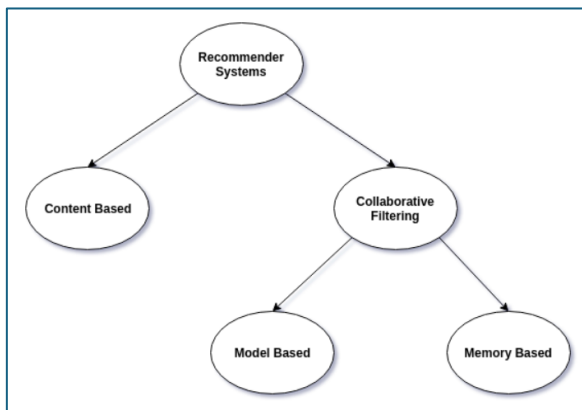 Recommender
Systems
Content Based
Collaborative
Filtering
Model Based
Memory Based